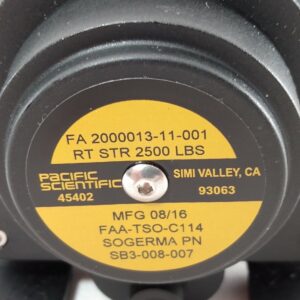 FA 2000013-11-001
RT STR 2500 LBS
PACIFIC SCIENTIFIC
45402
SIMI VALLEY, CA
93063
MFG 08/16
FAA-TSO-C114
SOGERMA PN
SB3-008-007